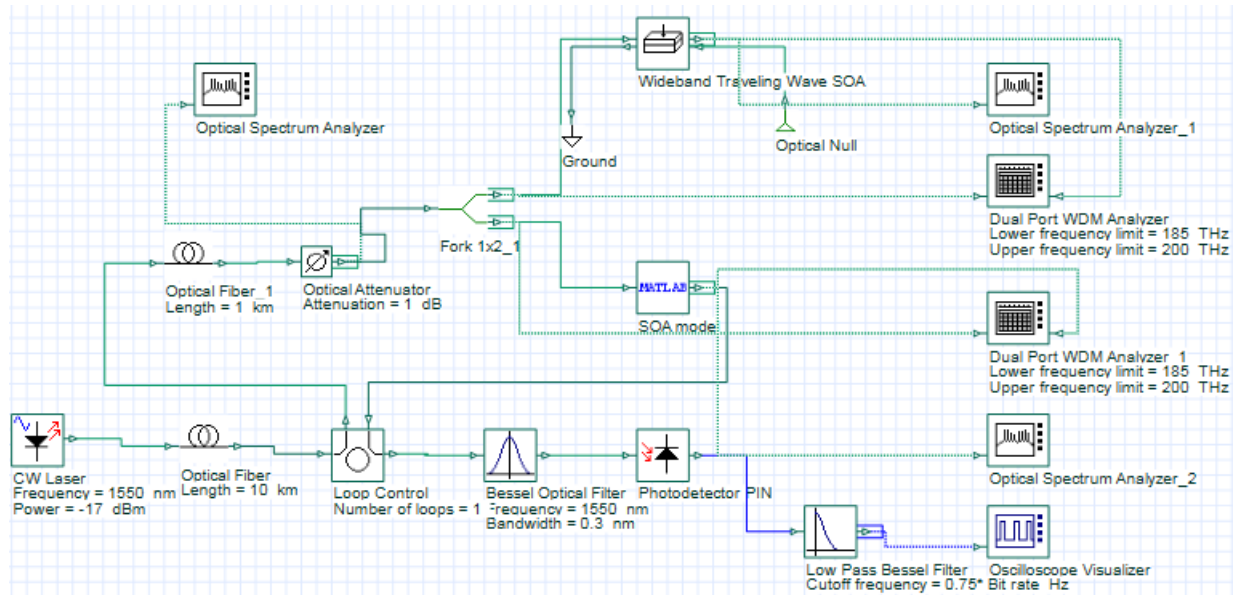 Wideband Traveling Wave SOA
Optical Spectrum Analyzer
Optical Spectrum Analyzer_1
Ground
Optical Null
Dual Port WDM Analyzer
Lower frequency limit = 185 THz
Upper frequency limit = 200 THz
Fork 1x2_1
Optical Fiber_1
Length = 1 km
Optical Attenuator
Attenuation = 1 dB
MATLAB
SOA mode
Dual Port WDM Analyzer_1
Lower frequency limit = 185 THz
Upper frequency limit = 200 THz
CW Laser
Frequency = 1550 nm
Power = -17 dBm
Optical Fiber
Length = 10 km
Loop Control
Number of loops = 1
Bessel Optical Filter
Frequency = 1550 nm
Bandwidth = 0.3 nm
Photodetector PIN
Optical Spectrum Analyzer_2
Low Pass Bessel Filter
Cutoff frequency = 0.75* Bit rate Hz
Oscilloscope Visualizer